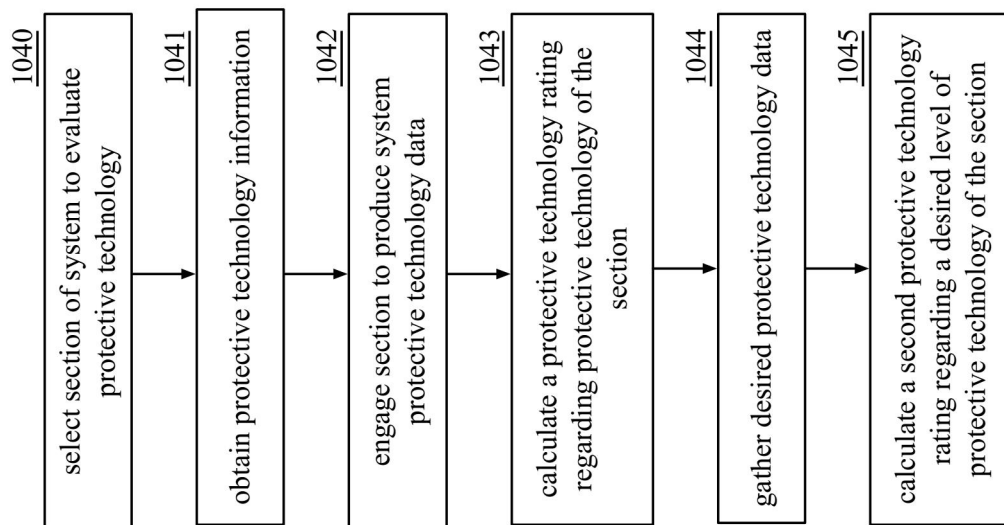 1040
select section of system to evaluate
protective technology
1041
obtain protective technology information
1042
engage section to produce system
protective technology data
1043
calculate a protective technology rating
regarding protective technology of the
section
1044
gather desired protective technology data
1045
calculate a second protective technology
rating regarding a desired level of
protective technology of the section